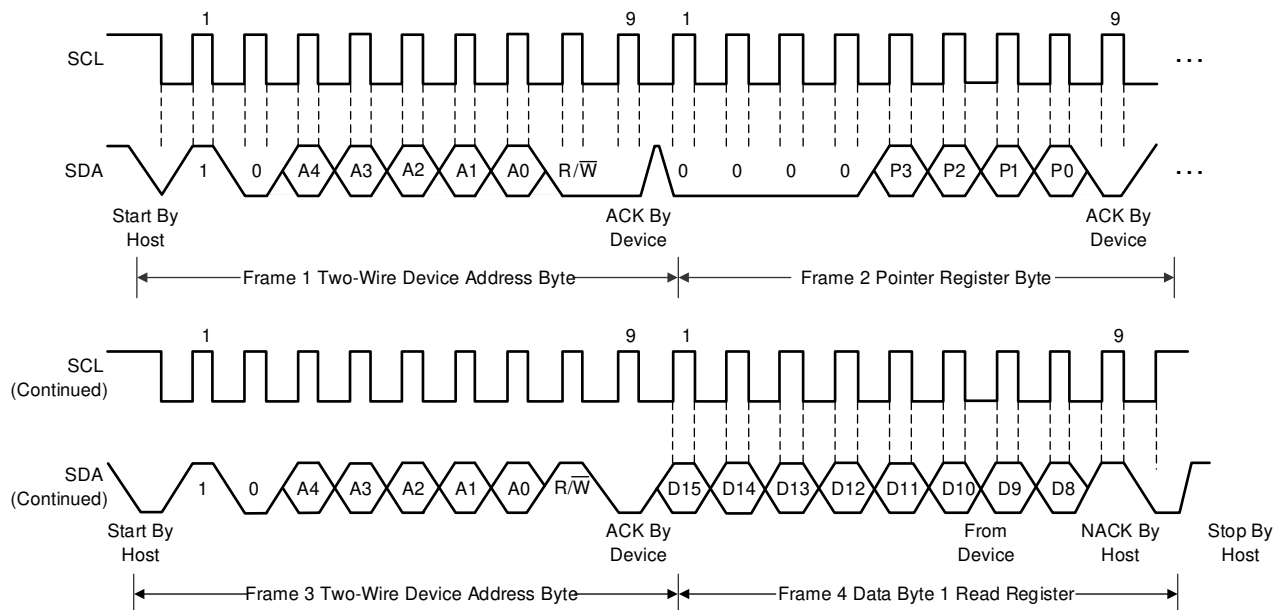 1 9 1 9
SCL
...
SDA 1 0 A4 A3 A2 A1 A0 R/W̅ 0 0 0 0 P3 P2 P1 P0 ...
Start By
Host
ACK By
Device
ACK By
Device
Frame 1 Two-Wire Device Address Byte
Frame 2 Pointer Register Byte
1 9 1 9
SCL
(Continued)
SDA
(Continued)
1 0 A4 A3 A2 A1 A0 R/W̅ D15 D14 D13 D12 D11 D10 D9 D8
Start By
Host
ACK By
Device
From
Device
NACK By
Host
Stop By
Host
Frame 3 Two-Wire Device Address Byte
Frame 4 Data Byte 1 Read Register